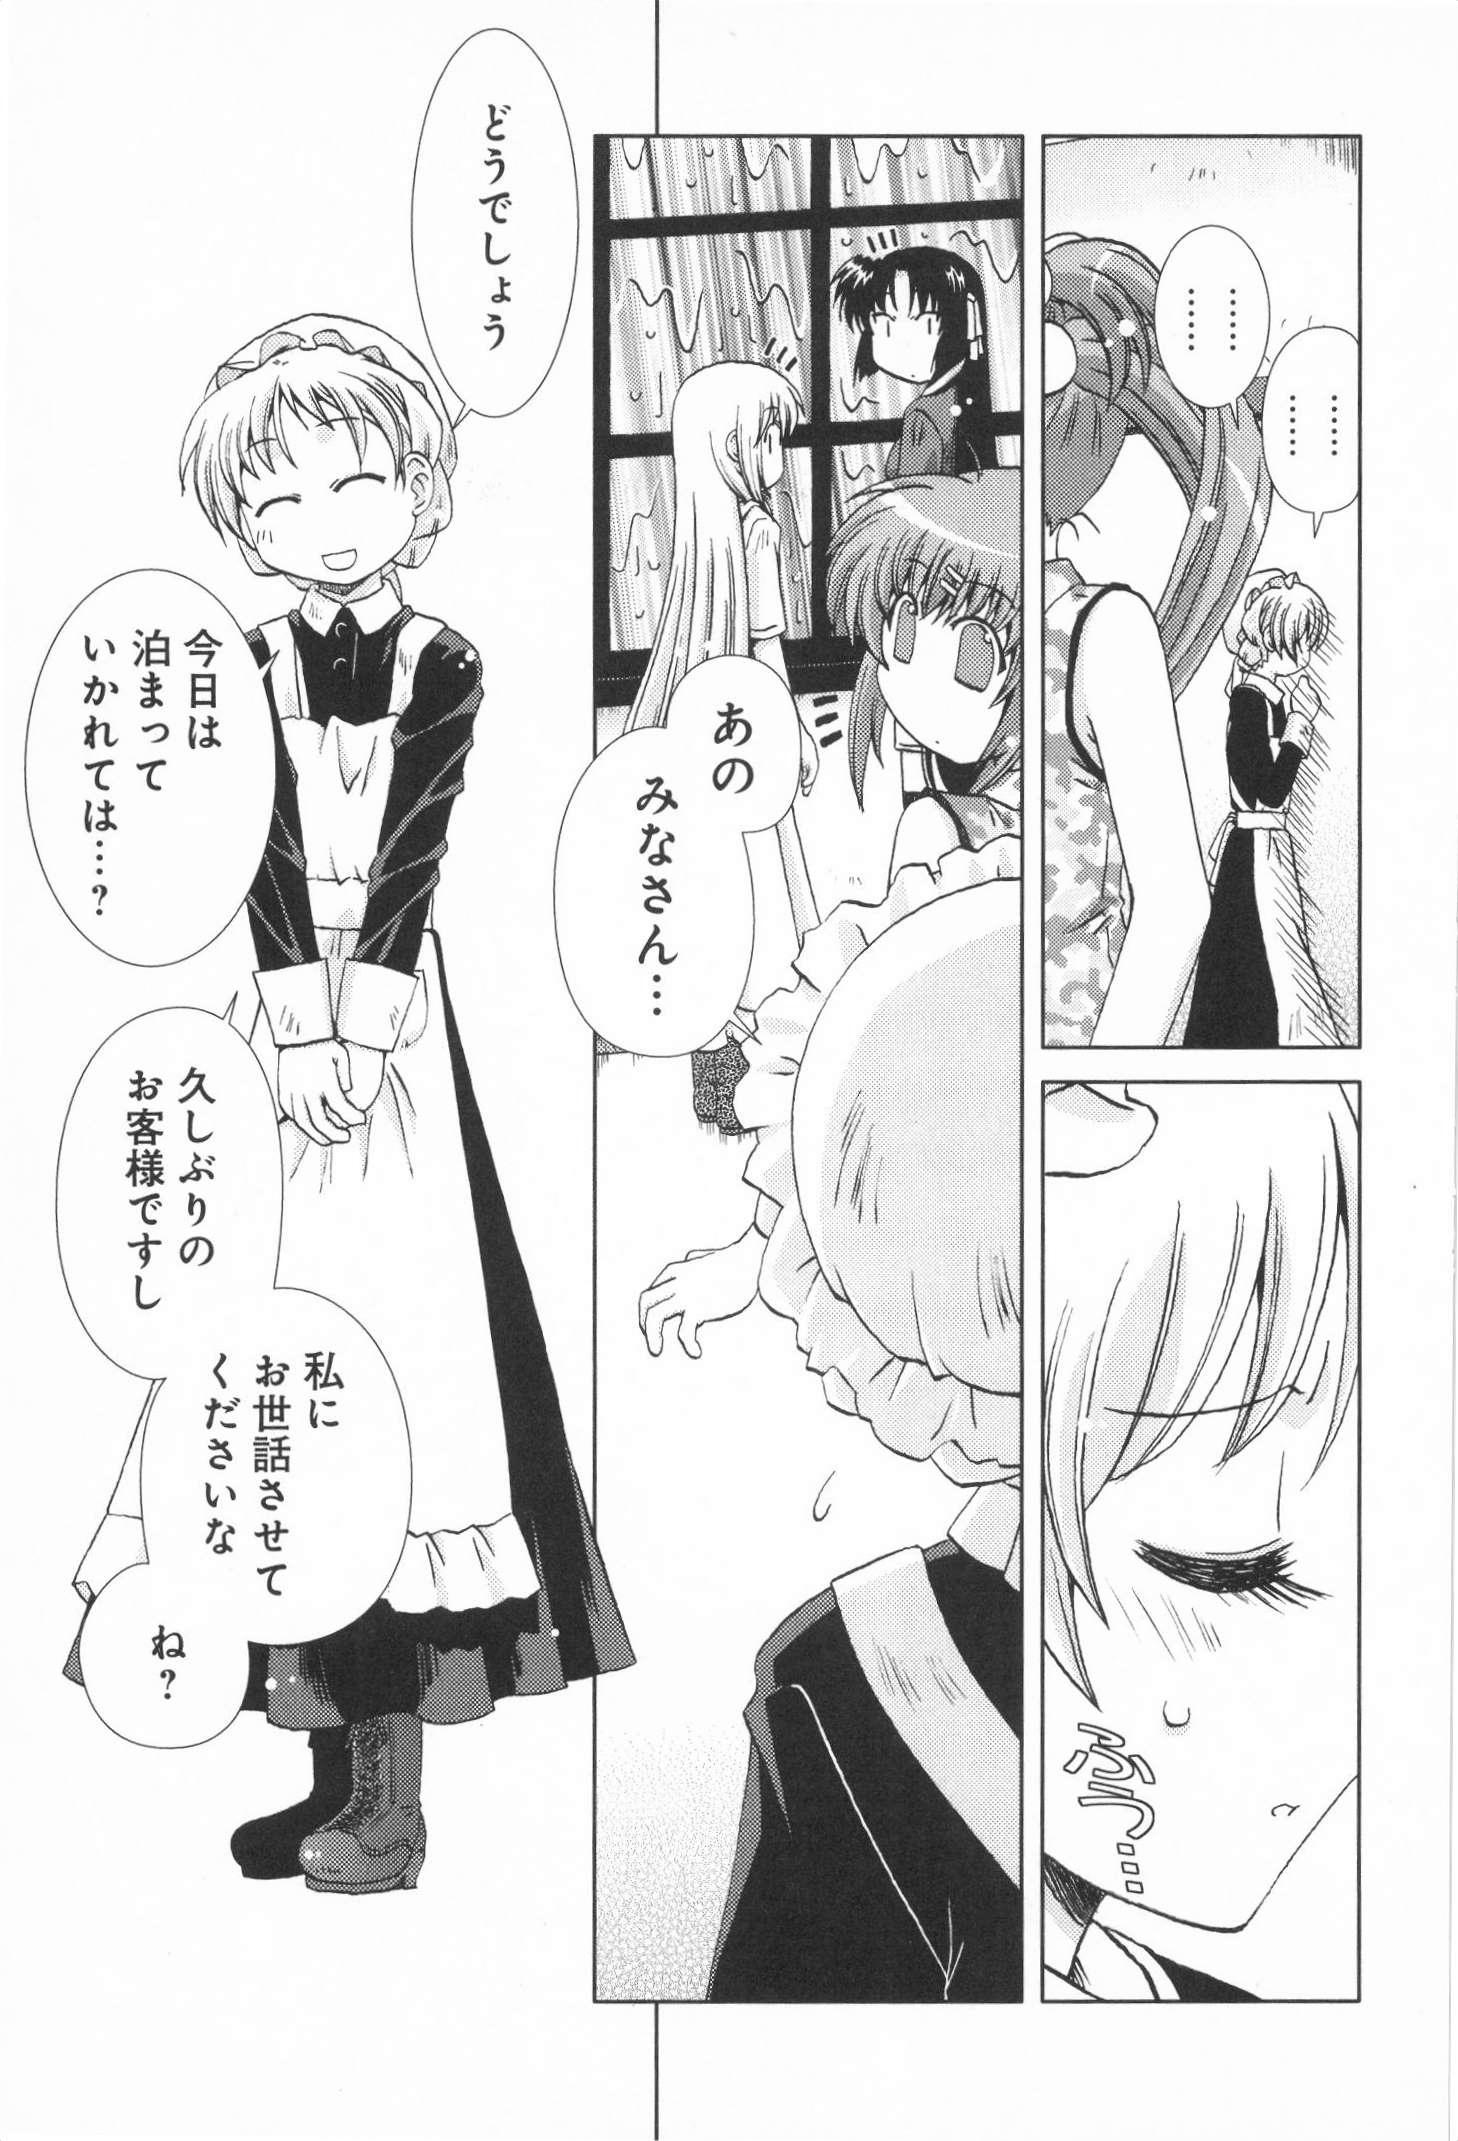 ……
……
……
……
ふう…
あの
みなさん…
どうでしょう
今日は
泊まって
いかれては…?
久しぶりの
お客様ですし
私に
お世話させて
くださいな
ね?